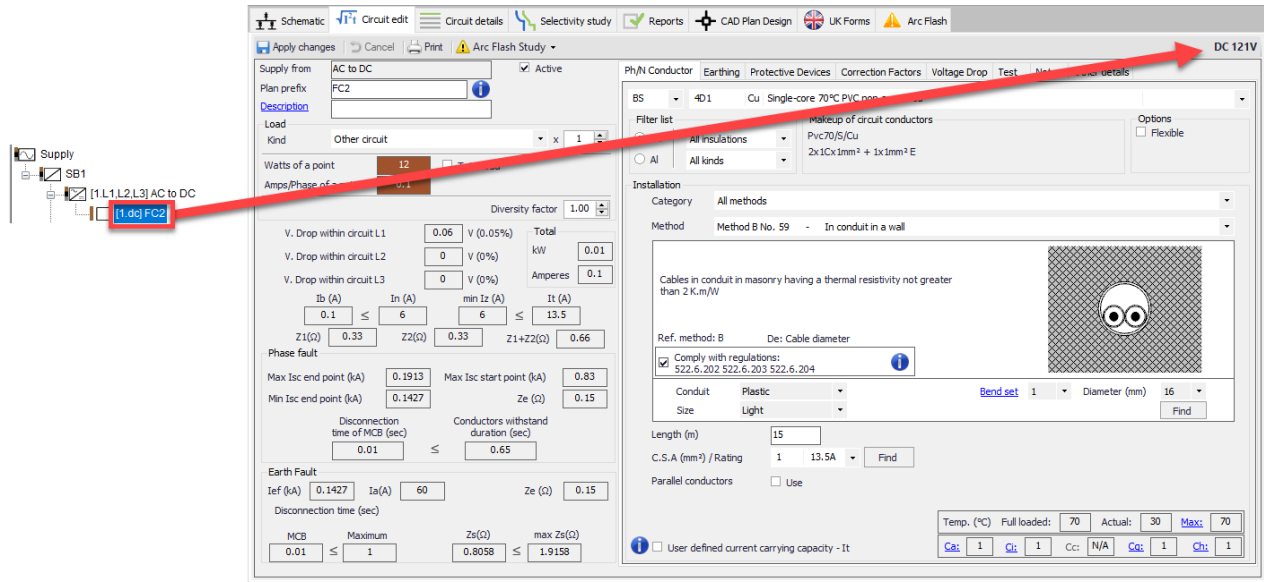 Schematic Circuit edit Circuit details Selectivity study Reports CAD Plan Design UK Forms Arc Flash
Apply changes Cancel Print Arc Flash Study DC 121V
Supply
SB1
[1.L1,L2,L3] AC to DC
[1.dc] FC2
Supply from AC to DC Active
Plan prefix FC2
Description
Load
Kind Other circuit x 1
Watts of a point 12
Amps/Phase of a 0.1
Diversity factor 1.00
V. Drop within circuit L1 0.06 V (0.05%)
V. Drop within circuit L2 0 V (0%)
V. Drop within circuit L3 0 V (0%)
Total
kW 0.01
Amperes 0.1
Ib (A) In (A) min Iz (A) It (A)
0.1 ≤ 6 6 ≤ 13.5
Z1(Ω) 0.33 Z2(Ω) 0.33 Z1+Z2(Ω) 0.66
Phase fault
Max Isc end point (kA) 0.1913 Max Isc start point (kA) 0.83
Min Isc end point (kA) 0.1427 Ze (Ω) 0.15
Disconnection Conductors withstand
time of MCB (sec) duration (sec)
0.01 ≤ 0.65
Earth Fault
Ief (kA) 0.1427 Ia(A) 60 Ze (Ω) 0.15
Disconnection time (sec)
MCB Maximum Zs(Ω) max Zs(Ω)
0.01 ≤ 1 0.8058 ≤ 1.9158
Ph/N Conductor Earthing Protective Devices Correction Factors Voltage Drop Test details
BS 4D1 Cu Single-core 70°C PVC
Filter list
All insulations
Al All kinds
Makeup of circuit conductors
Pvc70/S/Cu
2x1Cx1mm² + 1x1mm² E
Options
Flexible
Installation
Category All methods
Method Method B No. 59 - In conduit in a wall
Cables in conduit in masonry having a thermal resistivity not greater
than 2 K.m/W
Ref. method: B De: Cable diameter
Comply with regulations:
522.6.202 522.6.203 522.6.204
Conduit Plastic Bend set 1 Diameter (mm) 16
Size Light Find
Length (m) 15
C.S.A (mm²) / Rating 1 13.5A Find
Parallel conductors Use
Temp. (°C) Full loaded: 70 Actual: 30 Max: 70
User defined current carrying capacity - It
Ca: 1 Ci: 1 Cc: N/A Cg: 1 Ch: 1